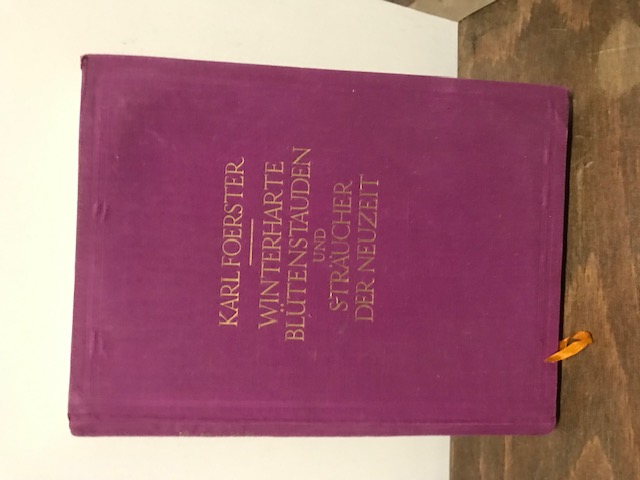 KARL FOERSTER
WINTERHARTE
BLÜTENSTAUDEN
UND
STRÄUCHER
DER NEUZEIT